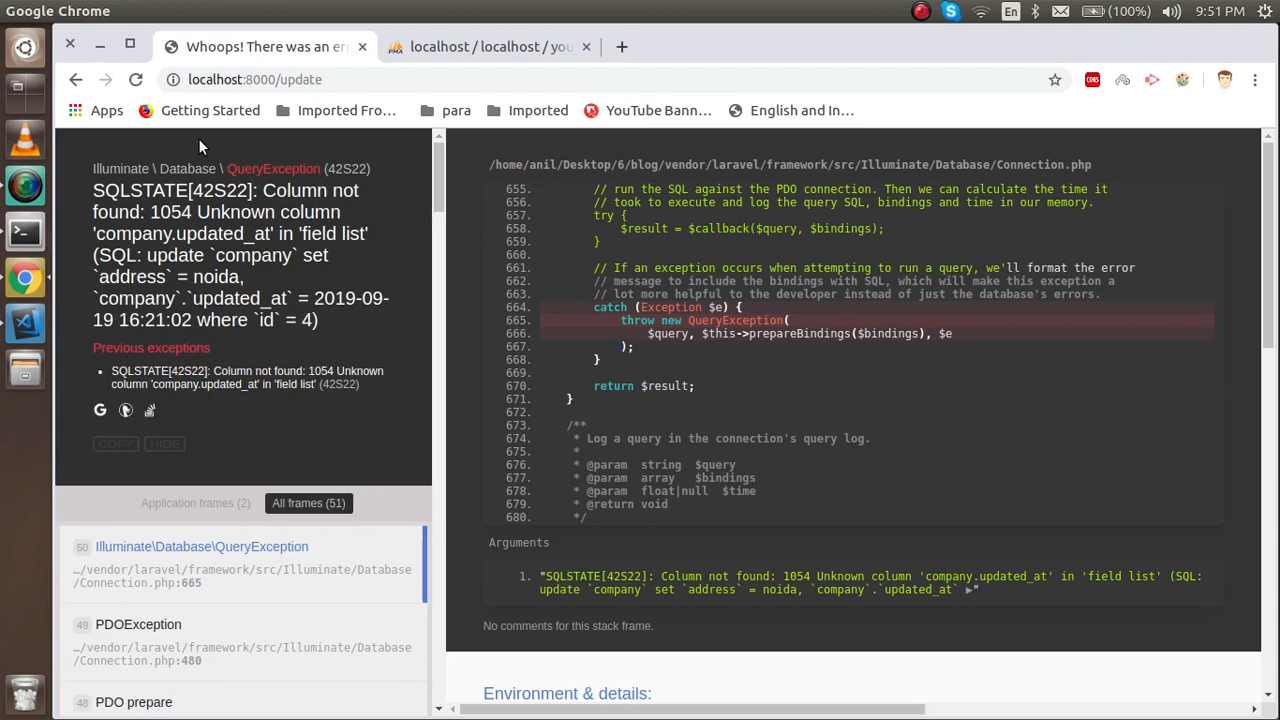 Google Chrome
En
(100%)
9:51 PM
Whoops! There was an err
localhost / localhost / you
localhost:8000/update
CORS
Apps
Getting Started
Imported Fro...
para
Imported
YouTube Bann...
English and In...
Illuminate \ Database \ QueryException (42S22)
SQLSTATE[42S22]: Column not
found: 1054 Unknown column
'company.updated_at' in 'field list'
(SQL: update `company` set
`address` = noida,
`company`.`updated_at` = 2019-09-
19 16:21:02 where `id` = 4)
Previous exceptions
• SQLSTATE[42S22]: Column not found: 1054 Unknown
column 'company.updated_at' in 'field list' (42S22)
COPY HIDE
Application frames (2) All frames (51)
50 Illuminate\Database\QueryException
…/vendor/laravel/framework/src/Illuminate/Database
/Connection.php:665
49 PDOException
…/vendor/laravel/framework/src/Illuminate/Database
/Connection.php:480
48 PDO prepare
/home/anil/Desktop/6/blog/vendor/laravel/framework/src/Illuminate/Database/Connection.php
655. // run the SQL against the PDO connection. Then we can calculate the time it
656. // took to execute and log the query SQL, bindings and time in our memory.
657. try {
658. $result = $callback($query, $bindings);
659. }
660.
661. // If an exception occurs when attempting to run a query, we'll format the error
662. // message to include the bindings with SQL, which will make this exception a
663. // lot more helpful to the developer instead of just the database's errors.
664. catch (Exception $e) {
665. throw new QueryException(
666. $query, $this->prepareBindings($bindings), $e
667. );
668. }
669.
670. return $result;
671. }
672.
673. /**
674. * Log a query in the connection's query log.
675. *
676. * @param string $query
677. * @param array $bindings
678. * @param float|null $time
679. * @return void
680. */
Arguments
1. "SQLSTATE[42S22]: Column not found: 1054 Unknown column 'company.updated_at' in 'field list' (SQL:
update `company` set `address` = noida, `company`.`updated_at` ▶"
No comments for this stack frame.
Environment & details: